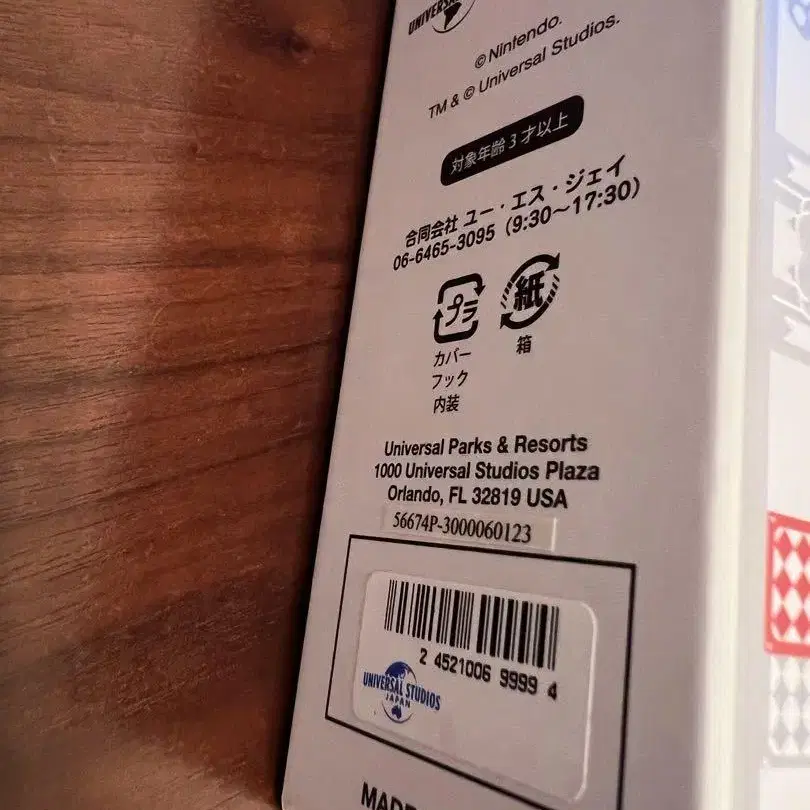 UNIVERSAL
© Nintendo.
TM & © Universal Studios.
対象年齢3才以上
合同会社 ユー・エス・ジェイ
06-6465-3095(9:30〜17:30)
プラ
紙
カバー
フック
内装
箱
Universal Parks & Resorts
1000 Universal Studios Plaza
Orlando, FL 32819 USA
56674P-3000060123
2 4521006 9999 4
UNIVERSAL STUDIOS
JAPAN
MADE